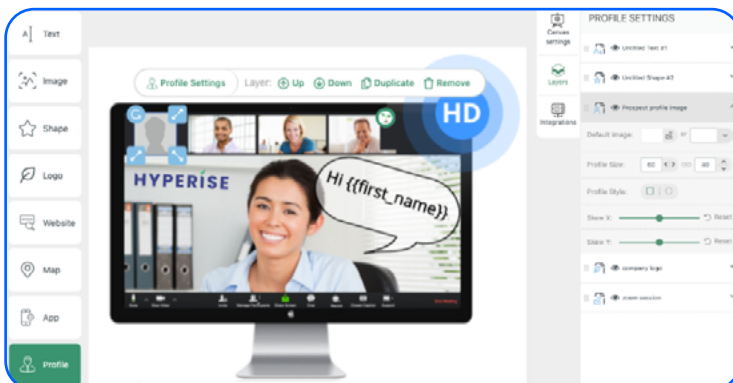 Text
Image
Shape
Logo
Website
Map
App
Profile
Profile Settings
Layer:
Up
Down
Duplicate
Remove
HD
HYPERISE
Hi {{first_name}}
Canvas
settings
Layers
Integrations
PROFILE SETTINGS
Untitled Text #1
Untitled Shape #2
Prospect profile image
Default Image:
Profile Size:
60
40
Profile Style:
Skew X:
Reset
Skew Y:
Reset
company logo
zoom session